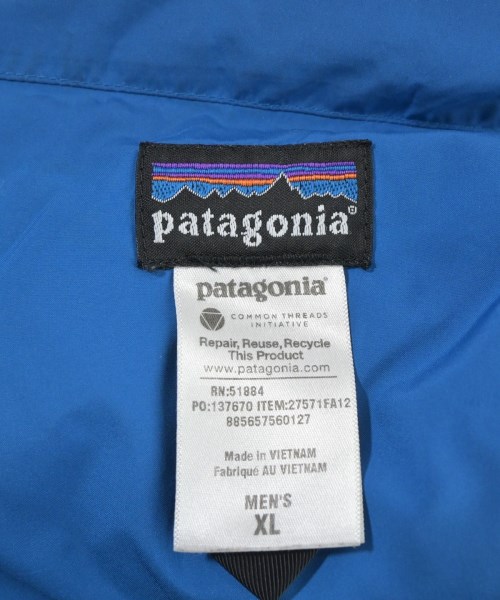 patagonia®
patagonia®
COMMON THREADS
INITIATIVE
Repair, Reuse, Recycle
This Product
www.patagonia.com
RN:51884
PO:137670 ITEM:27571FA12
885657560127
Made in VIETNAM
Fabriqué AU VIETNAM
MEN'S
XL